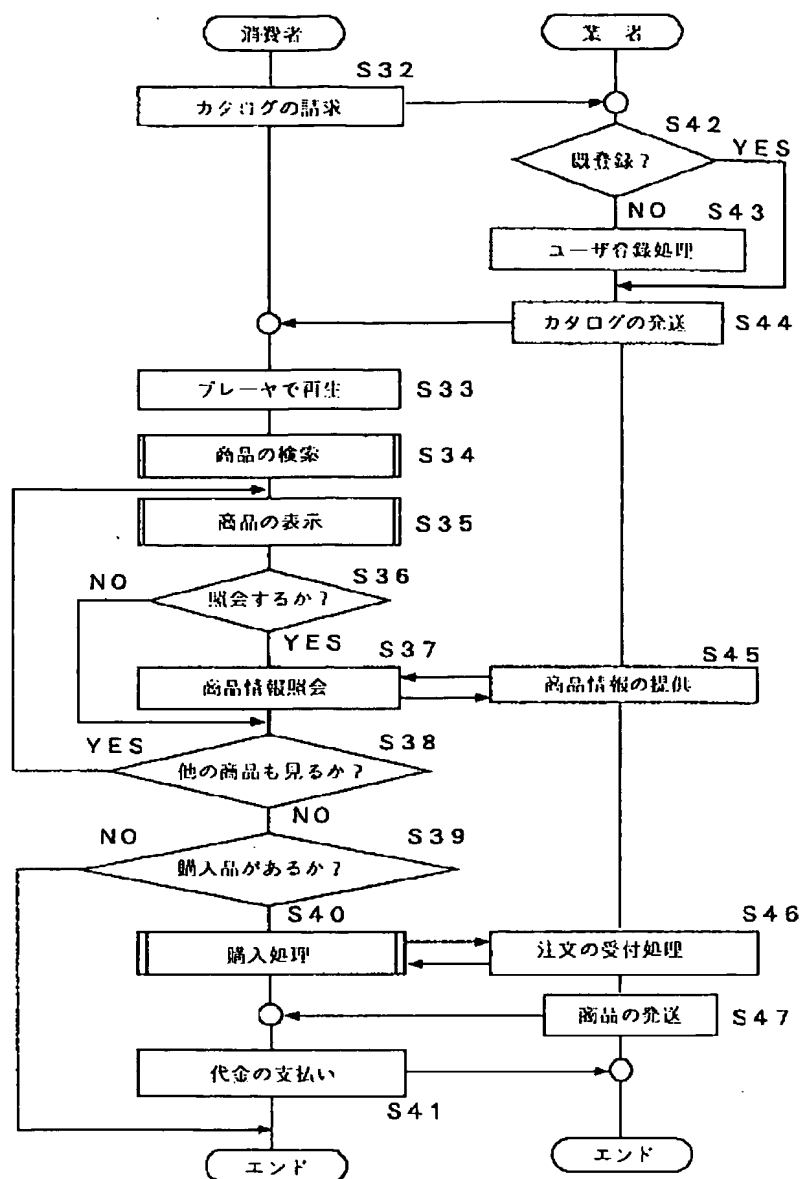 消費者
業者
S32
カタログの請求
S42
既登録?
YES
NO
S43
ユーザ登録処理
カタログの発送
S44
プレーヤで再生
S33
商品の検索
S34
商品の表示
S35
S36
NO
照会するか?
YES
S37
S45
商品情報照会
商品情報の提供
S38
YES
他の商品も見るか?
NO
NO
S39
購入品があるか?
S40
S46
購入処理
注文の受付処理
商品の発送
S47
代金の支払い
S41
エンド
エンド